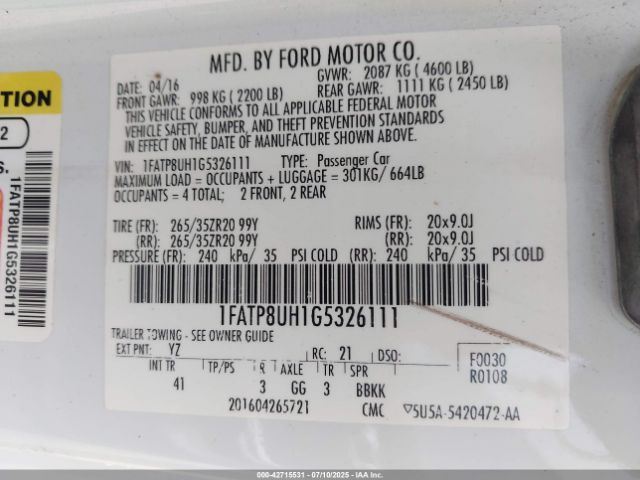 MFD. BY FORD MOTOR CO.
DATE: 04/16 GVWR: 2087 KG ( 4600 LB)
FRONT GAWR: 998 KG ( 2200 LB) REAR GAWR: 1111 KG ( 2450 LB)
THIS VEHICLE CONFORMS TO ALL APPLICABLE FEDERAL MOTOR
VEHICLE SAFETY, BUMPER, AND THEFT PREVENTION STANDARDS
IN EFFECT ON THE DATE OF MANUFACTURE SHOWN ABOVE.
VIN: 1FATP8UH1G5326111 TYPE: Passenger Car
MAXIMUM LOAD = OCCUPANTS + LUGGAGE = 301KG/ 664LB
OCCUPANTS = 4 TOTAL; 2 FRONT, 2 REAR
TIRE (FR): 265/35ZR20 99Y RIMS (FR): 20x9.0J
(RR): 265/35ZR20 99Y (RR): 20x9.0J
PRESSURE (FR): 240 kPa/ 35 PSI COLD (RR): 240 kPa/ 35 PSI COLD
1FATP8UH1G5326111
TRAILER TOWING - SEE OWNER GUIDE
EXT PNT: YZ RC: 21 DSO:
F0030
R0108
INT TR TP/PS R AXLE TR SPR
41 3 GG 3 BBKK
201604265721 CMC 5U5A-5420472-AA
TION
2
S.
1FATP8UH1G5326111
000-42715531 - 07/10/2025 - IAAI.COM